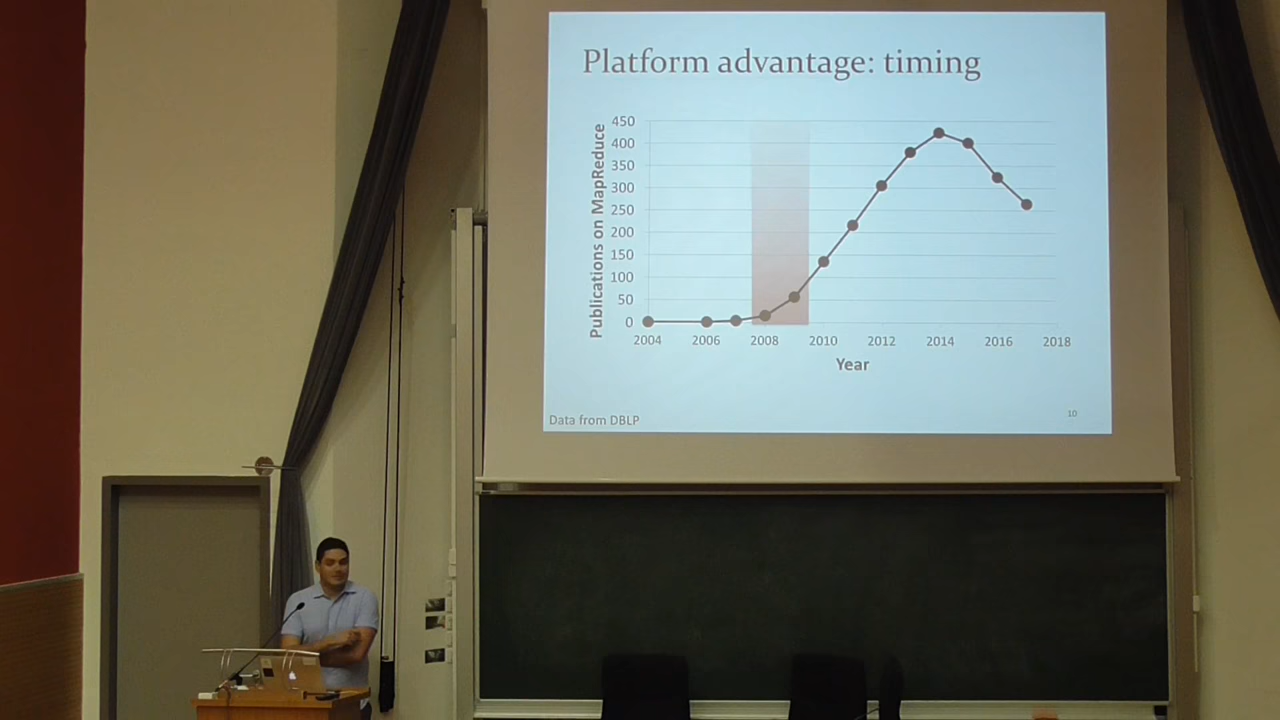 Platform advantage: timing
Publications on MapReduce
450
400
350
300
250
200
150
100
50
0
2004 2006 2008 2010 2012 2014 2016 2018
Year
Data from DBLP
10